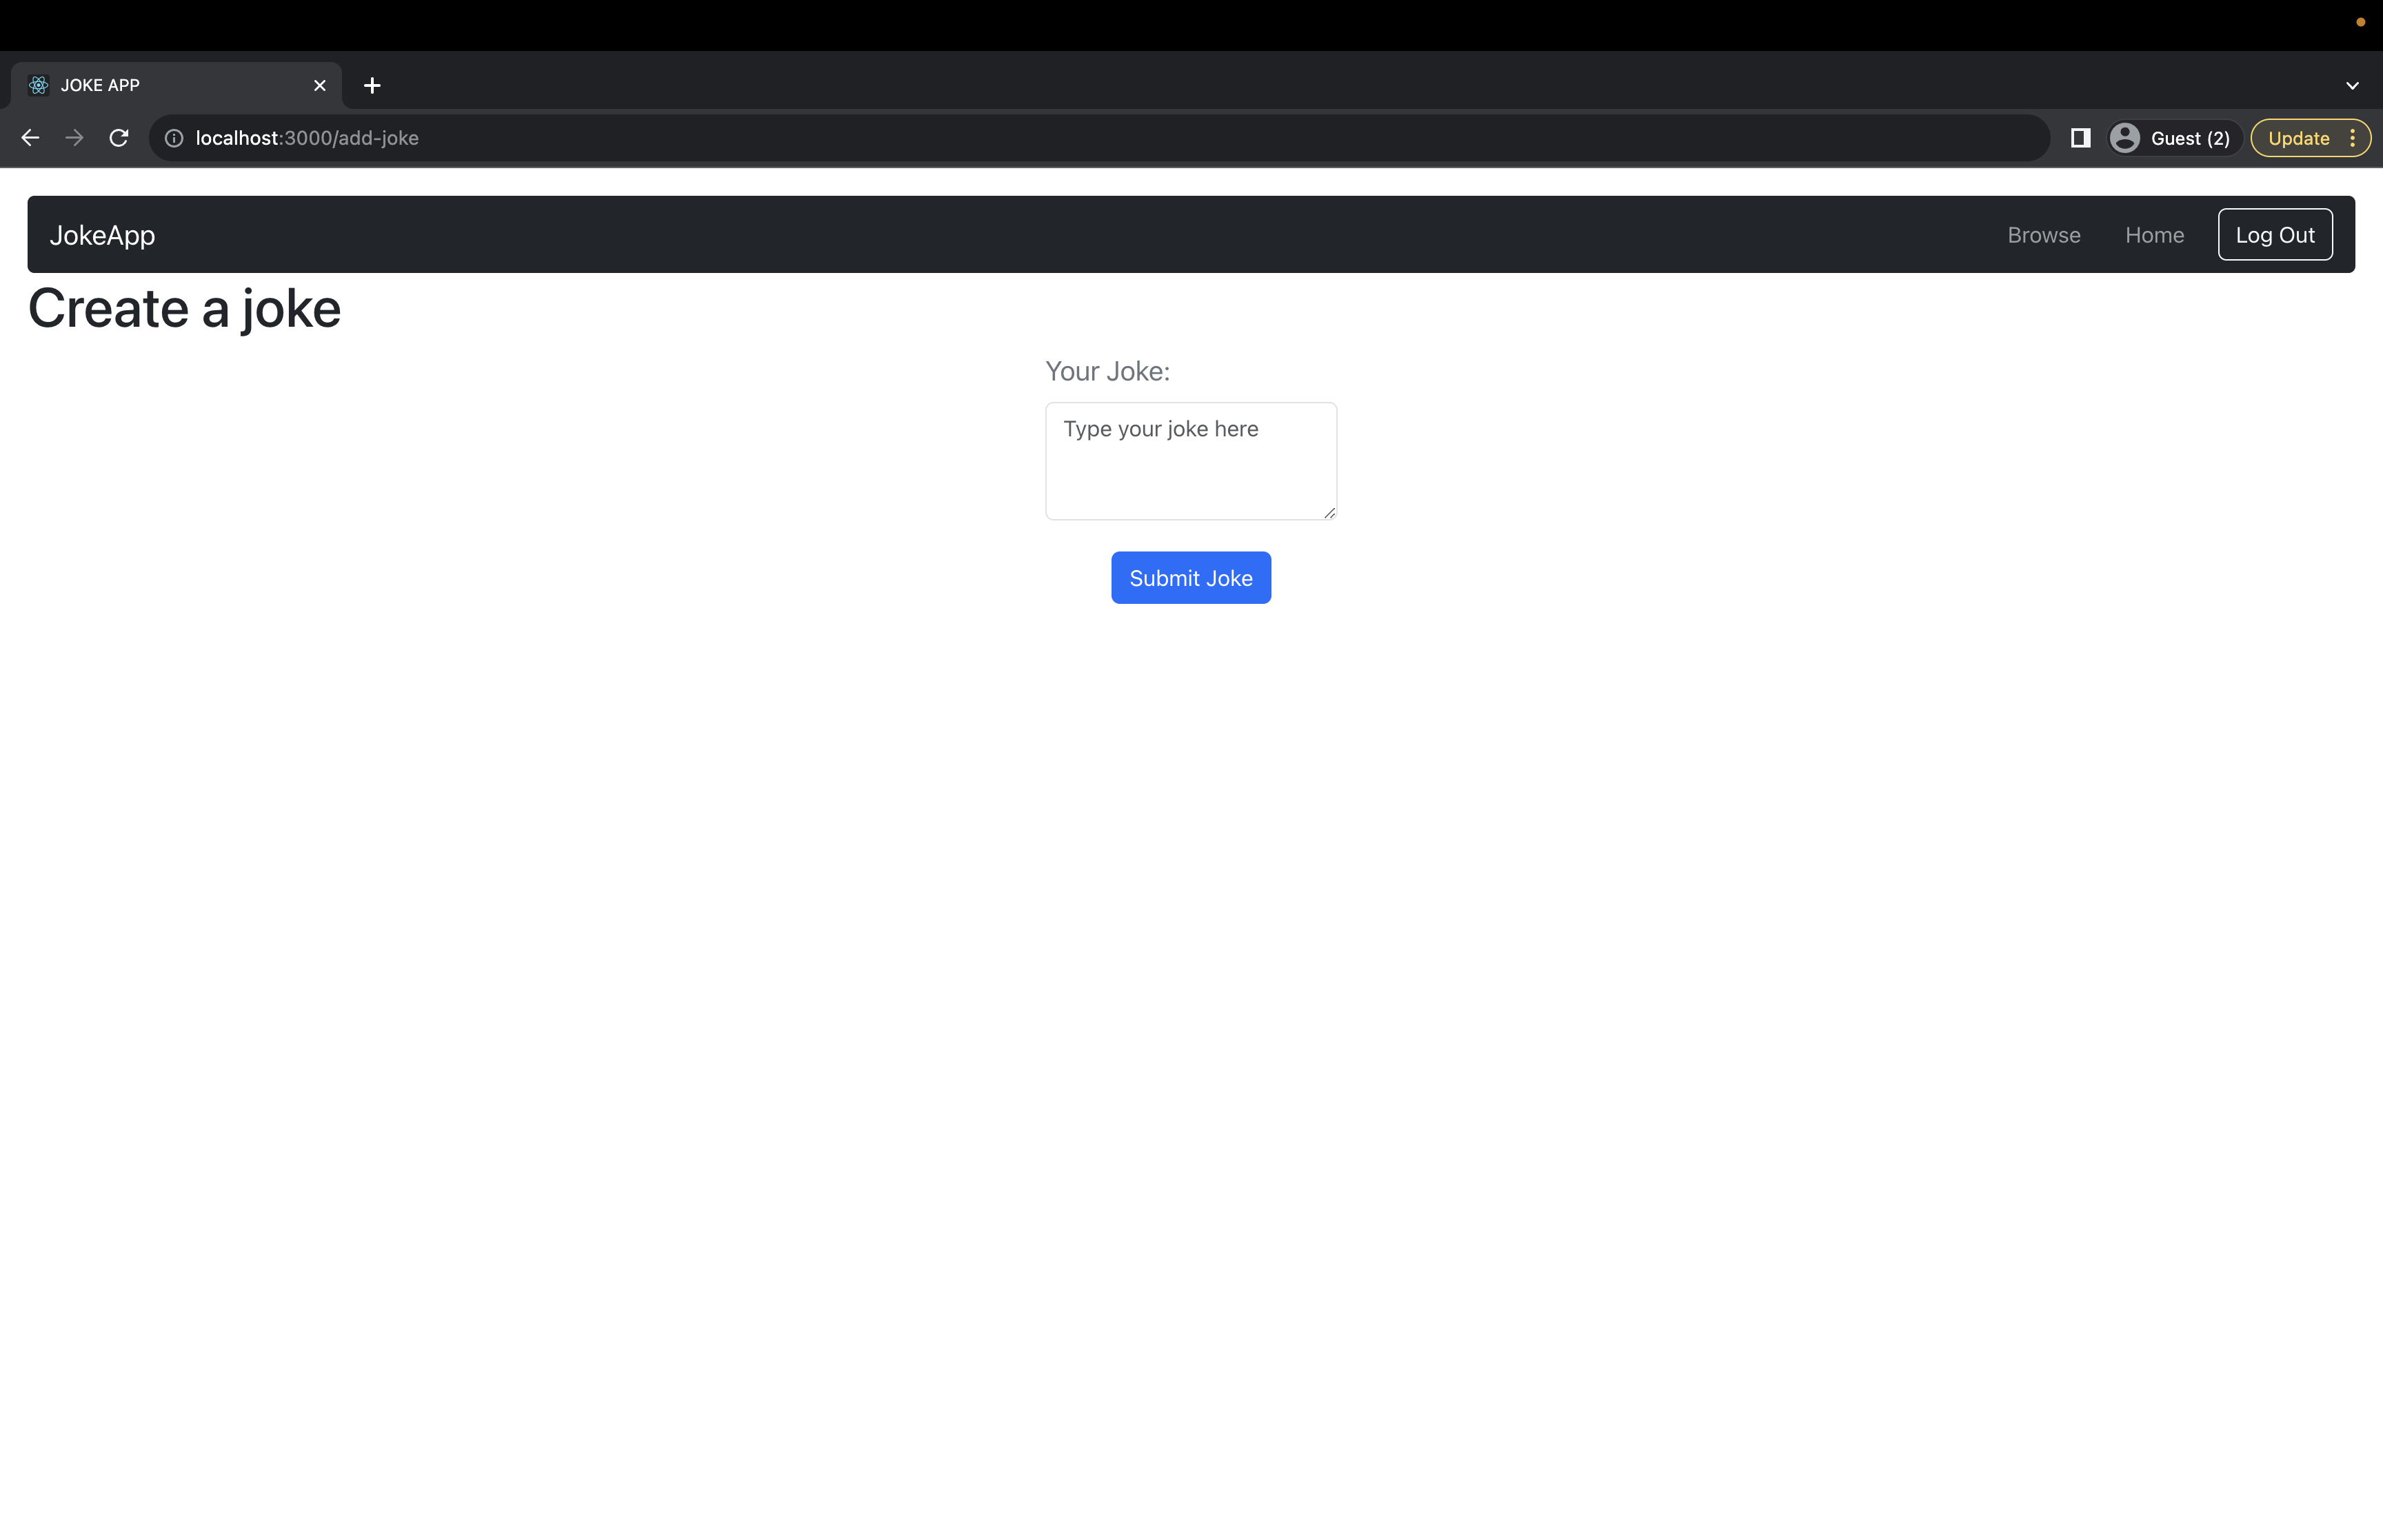 JOKE APP
localhost:3000/add-joke
Guest (2)
Update
JokeApp
Browse
Home
Log Out
Create a joke
Your Joke:
Type your joke here
Submit Joke